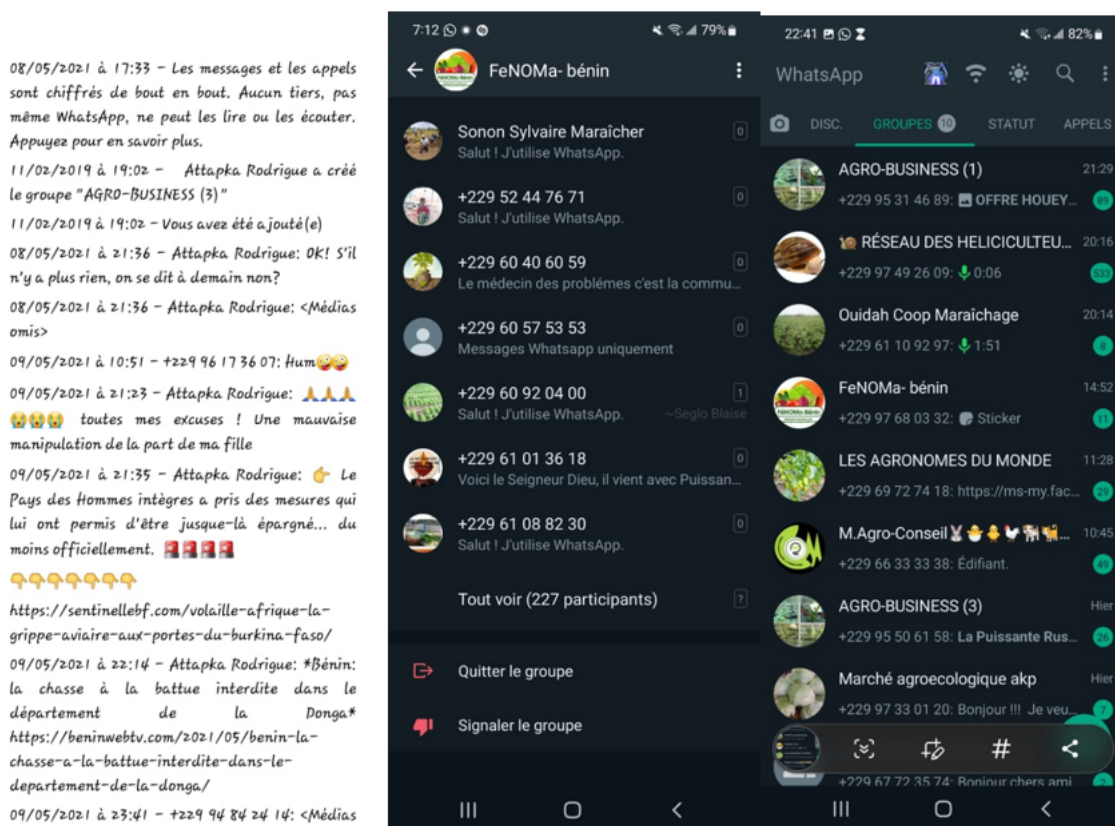 08/05/2021 à 17:33 - Les messages et les appels
sont chiffrés de bout en bout. Aucun tiers, pas
même WhatsApp, ne peut les lire ou les écouter.
Appuyez pour en savoir plus.
11/02/2019 à 19:02 - Attapka Rodrigue a créé
le groupe "AGRO-BUSINESS (3)"
11/02/2019 à 19:02 - Vous avez été ajouté(e)
08/05/2021 à 21:36 - Attapka Rodrigue: OK! S'il
n'y a plus rien, on se dit à demain non?
08/05/2021 à 21:36 - Attapka Rodrigue: <Médias
omis>
09/05/2021 à 10:51 - +229 96 17 36 07: Hum🤪🤪
09/05/2021 à 21:23 - Attapka Rodrigue: 🙏🙏🙏
😭😭😭 toutes mes excuses ! Une mauvaise
manipulation de la part de ma fille
09/05/2021 à 21:35 - Attapka Rodrigue: 👉 Le
Pays des Hommes intègres a pris des mesures qui
lui ont permis d'être jusque-là épargné... du
moins officiellement. 🚨🚨🚨🚨
👇👇👇👇👇👇👇
https://sentinellebf.com/volaille-afrique-la-
grippe-aviaire-aux-portes-du-burkina-faso/
09/05/2021 à 22:14 - Attapka Rodrigue: *Bénin:
la chasse à la battue interdite dans le
département de la Donga*
https://beninwebtv.com/2021/05/benin-la-
chasse-a-la-battue-interdite-dans-le-
departement-de-la-donga/
09/05/2021 à 23:41 - +229 94 84 24 14: <Médias
7:12 79%
FeNOMa- bénin
Sonon Sylvaire Maraîcher 0
Salut ! J'utilise WhatsApp.
+229 52 44 76 71 0
Salut ! J'utilise WhatsApp.
+229 60 40 60 59 0
Le médecin des problémes c'est la commu...
+229 60 57 53 53 0
Messages Whatsapp uniquement
+229 60 92 04 00 1
Salut ! J'utilise WhatsApp. ~Seglo Blaise
+229 61 01 36 18 0
Voici le Seigneur Dieu, il vient avec Puissan...
+229 61 08 82 30 0
Salut ! J'utilise WhatsApp.
Tout voir (227 participants) ?
Quitter le groupe
Signaler le groupe
22:41 82%
WhatsApp
DISC. GROUPES 10 STATUT APPELS
AGRO-BUSINESS (1) 21:29
+229 95 31 46 89: OFFRE HOUEY... 89
🐌 RÉSEAU DES HELICICULTEU... 20:16
+229 97 49 26 09: 0:06 533
Ouidah Coop Maraîchage 20:14
+229 61 10 92 97: 1:51 8
FeNOMa- bénin 14:52
+229 97 68 03 32: Sticker 11
LES AGRONOMES DU MONDE 11:28
+229 69 72 74 18: https://ms-my.fac... 29
M.Agro-Conseil🐰🐣🐥🐓🐄🐈... 10:45
+229 66 33 33 38: Édifiant. 49
AGRO-BUSINESS (3) Hier
+229 95 50 61 58: La Puissante Rus... 26
Marché agroecologique akp Hier
+229 97 33 01 20: Bonjour !!! Je veu... 7
+229 67 72 35 74: Bonjour chers ami